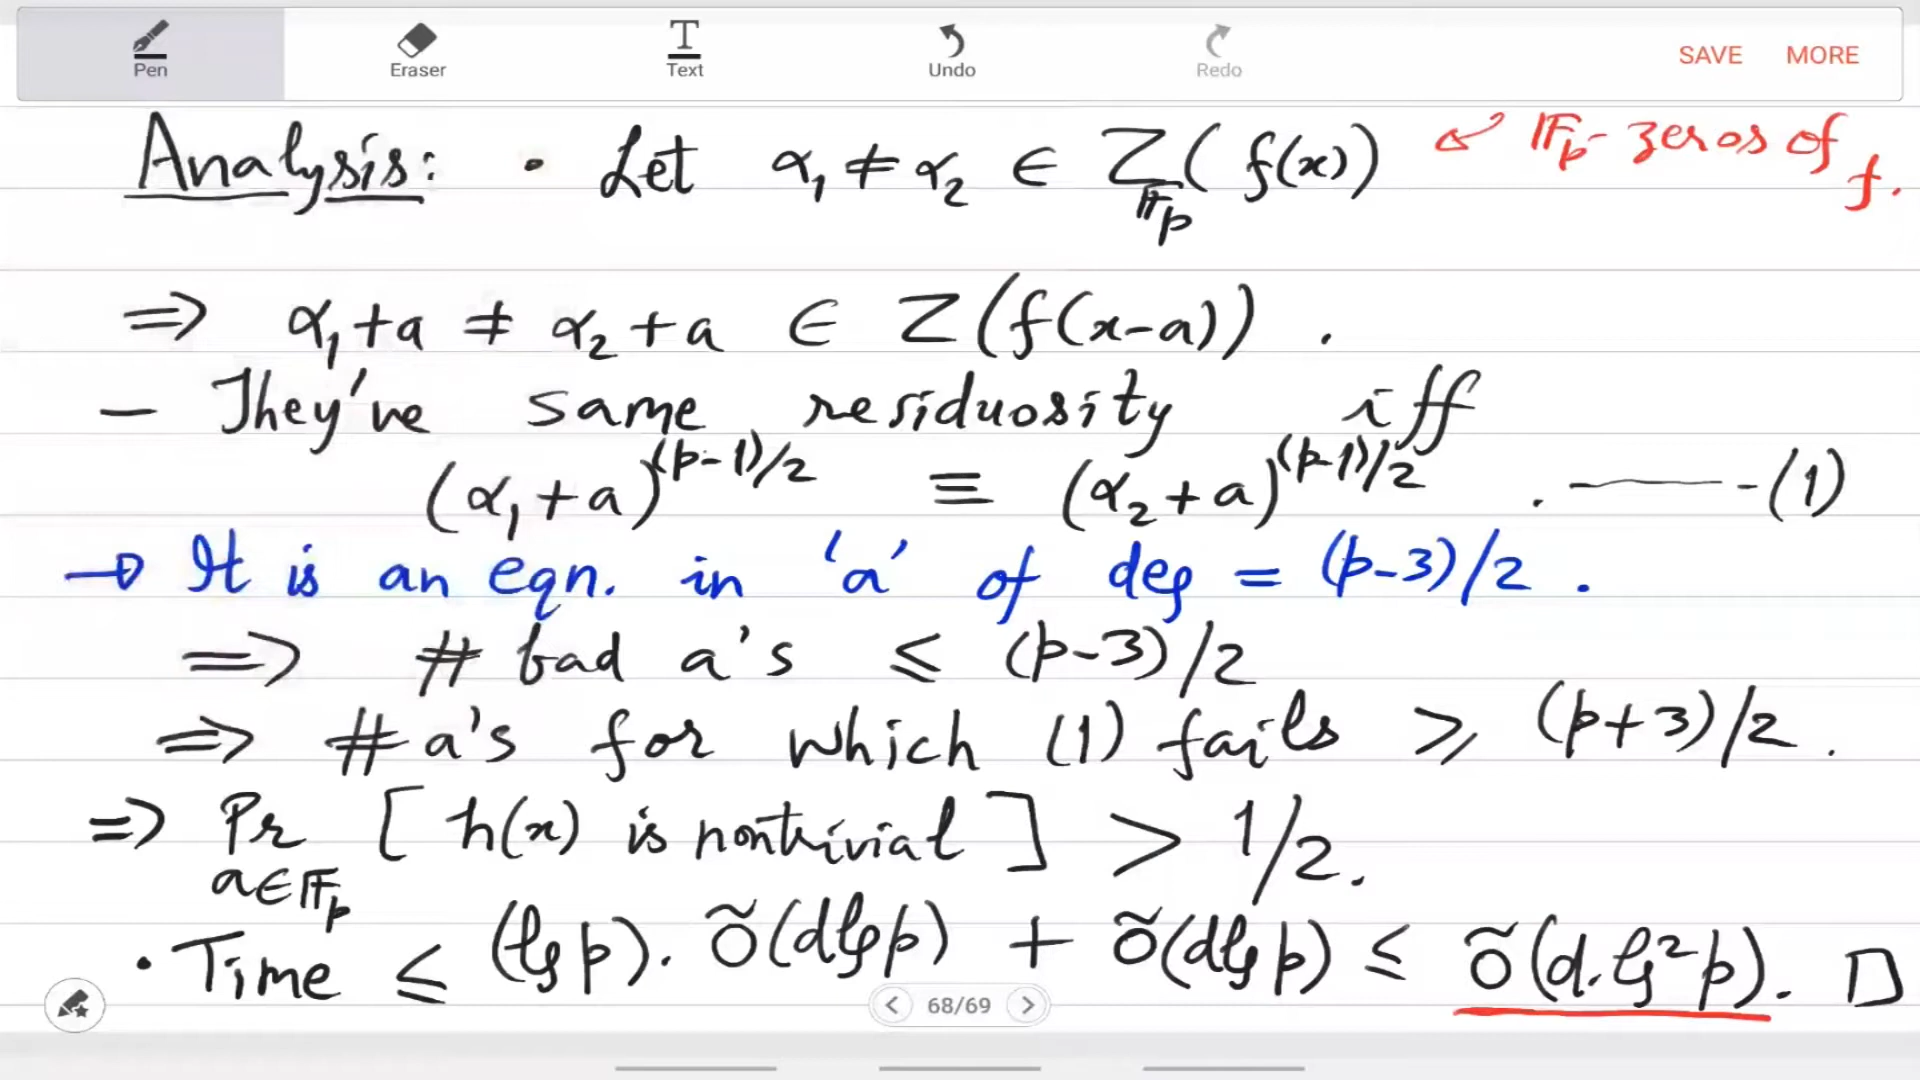 Pen Eraser Text Undo Redo SAVE MORE
Analysis: • Let α₁ ≠ α₂ ∈ Z_{𝔽p}(f(x)) ↙ 𝔽p-zeros of f.
⇒ α₁+a ≠ α₂+a ∈ Z(f(x-a)).
- They've same residuosity iff
(α₁+a)^{(p-1)/2} ≡ (α₂+a)^{(p-1)/2}. ——-(1)
→ It is an eqn. in 'a' of deg = (p-3)/2.
⇒ # bad a's ≤ (p-3)/2
⇒ # a's for which (1) fails ≥ (p+3)/2.
⇒ Pr_{a∈𝔽p} [h(x) is nontrivial] > 1/2.
• Time ≤ (lg p). Õ(d lg p) + Õ(d lg p) ≤ Õ(d. lg² p). □
< 68/69 >